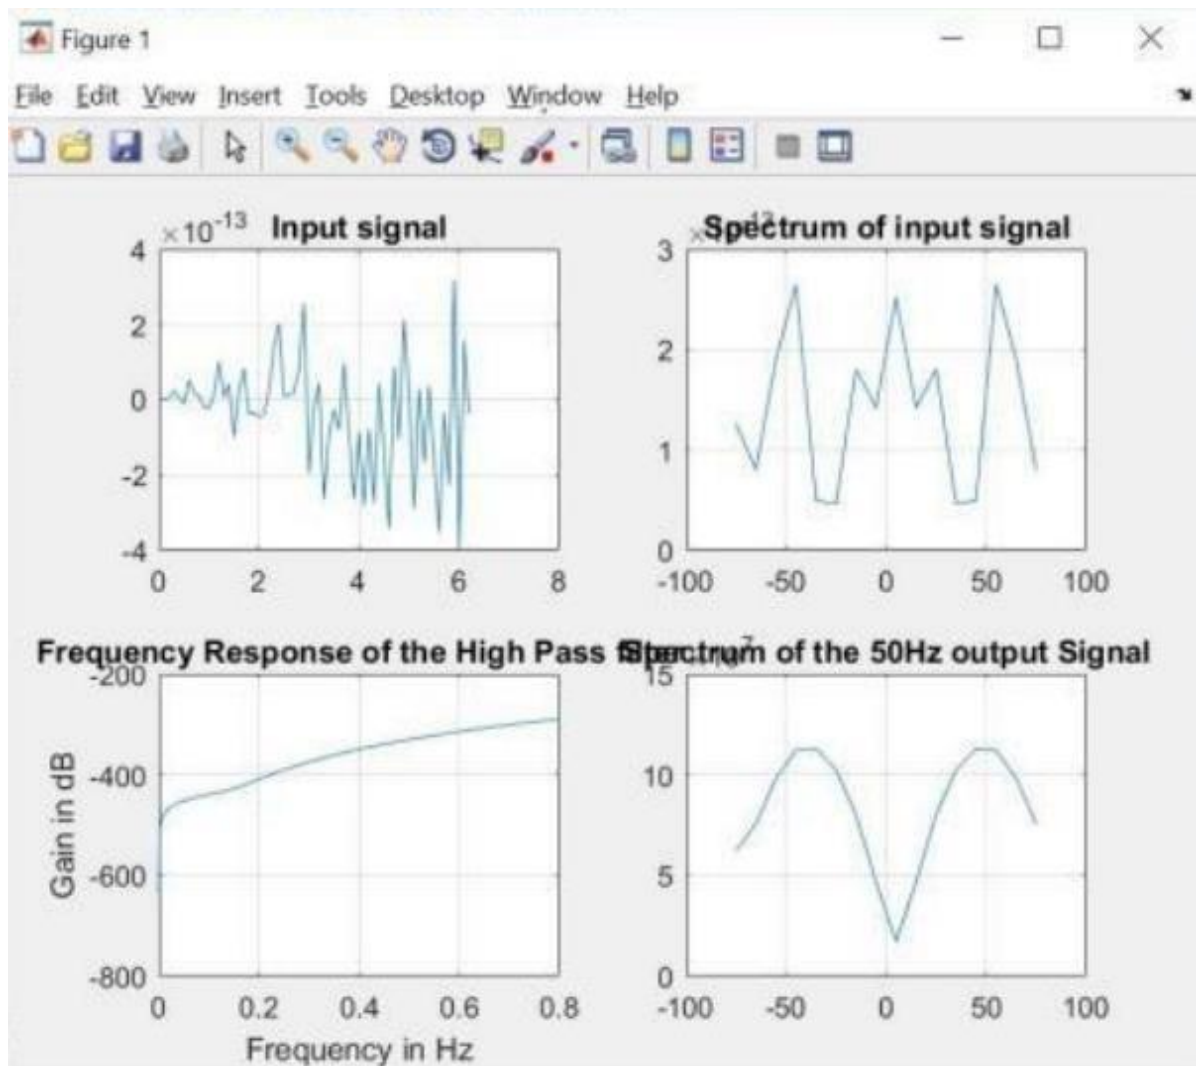 Figure 1
File Edit View Insert Tools Desktop Window Help
×10-13 Input signal
4
2
0
-2
-4
0 2 4 6 8
Spectrum of input signal
3
2
1
0
-100 -50 0 50 100
Frequency Response of the High Pass
-200
-400
-600
-800
Gain in dB
0 0.2 0.4 0.6 0.8
Frequency in Hz
Spectrum of the 50Hz output Signal
15
10
5
0
-100 -50 0 50 100